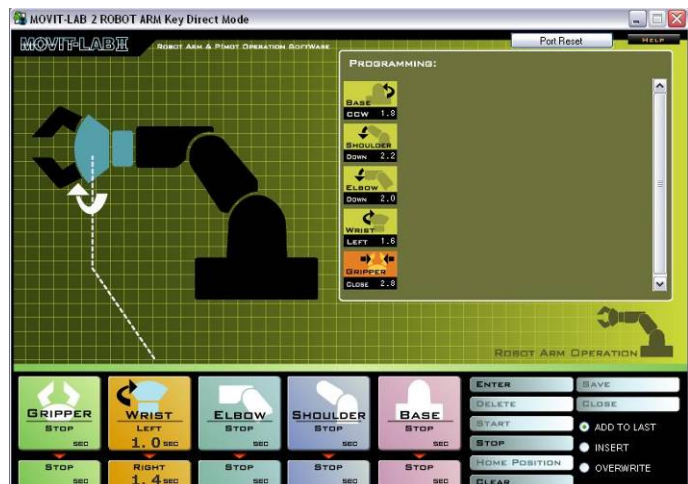 MOVIT-LAB 2 ROBOT ARM Key Direct Mode
MOVIT-LAB II
ROBOT ARM & PIMOT OPERATION SOFTWARE
Port Reset
HELP
PROGRAMMING:
BASE
CCW 1.8
SHOULDER
DOWN 2.2
ELBOW
DOWN 2.0
WRIST
LEFT 1.6
GRIPPER
CLOSE 2.8
ROBOT ARM OPERATION
GRIPPER
STOP
SEC
WRIST
LEFT
1.0 SEC
ELBOW
STOP
SEC
SHOULDER
STOP
SEC
BASE
STOP
SEC
STOP
SEC
RIGHT
1.4 SEC
STOP
SEC
STOP
SEC
STOP
SEC
ENTER
SAVE
DELETE
CLOSE
START
ADD TO LAST
STOP
INSERT
HOME POSITION
OVERWRITE
CLEAR